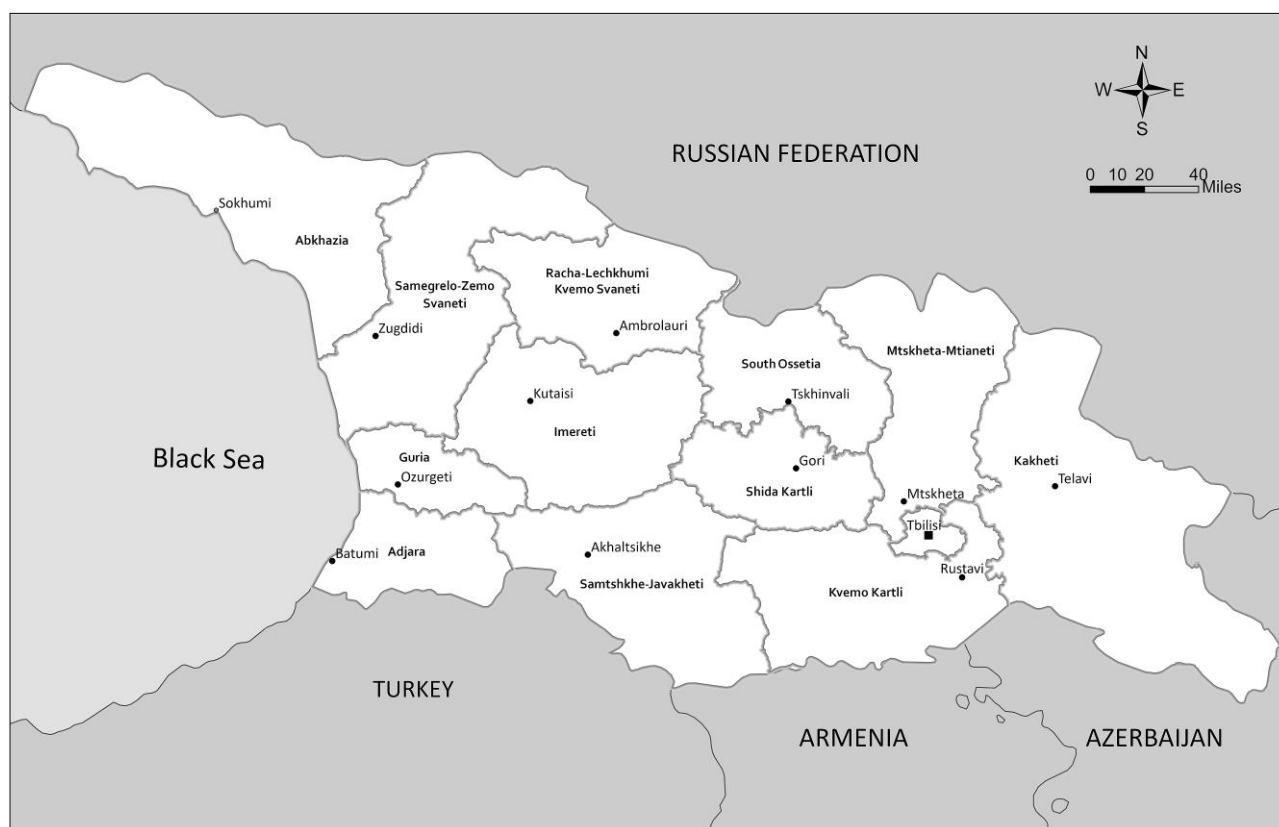 N
W E
S
RUSSIAN FEDERATION
0 10 20 40
Miles
Sokhumi
Abkhazia
Samegrelo-Zemo
Svaneti
Racha-Lechkhumi
Kvemo Svaneti
Zugdidi
Ambrolauri
South Ossetia
Mtskheta-Mtianeti
Tskhinvali
Kutaisi
Imereti
Black Sea
Guria
Ozurgeti
Gori
Shida Kartli
Kakheti
Telavi
Mtskheta
Tbilisi
Batumi
Adjara
Akhaltsikhe
Samtshkhe-Javakheti
Rustavi
Kvemo Kartli
TURKEY
ARMENIA
AZERBAIJAN